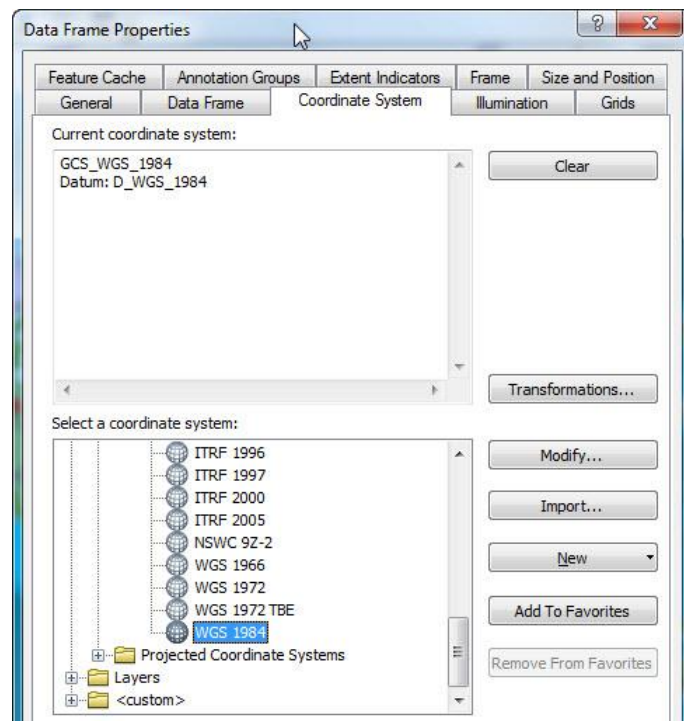 Data Frame Properties
?
X
Feature Cache Annotation Groups Extent Indicators Frame Size and Position
General Data Frame Coordinate System Illumination Grids
Current coordinate system:
GCS_WGS_1984
Datum: D_WGS_1984
Clear
Transformations...
Select a coordinate system:
ITRF 1996
ITRF 1997
ITRF 2000
ITRF 2005
NSWC 9Z-2
WGS 1966
WGS 1972
WGS 1972 TBE
WGS 1984
Projected Coordinate Systems
Layers
<custom>
Modify...
Import...
New
Add To Favorites
Remove From Favorites